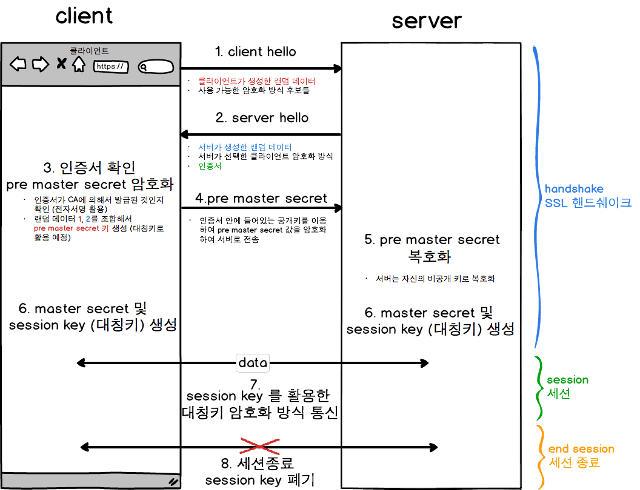 client
server
클라이언트
https://
1. client hello
클라이언트가 생성한 랜덤 데이터
사용 가능한 암호화 방식 후보들
2. server hello
서버가 생성한 랜덤 데이터
서버가 선택한 클라이언트 암호화 방식
인증서
3. 인증서 확인
pre master secret 암호화
인증서가 CA에 의해서 발급된 것인지
확인 (전자서명 활용)
랜덤 데이터 1, 2를 조합해서
pre master secret 키 생성 (대칭키로
활용 예정)
4.pre master secret
인증서 안에 들어있는 공개키를 이용
하여 pre master secret 값을 암호화
하여 서버로 전송
5. pre master secret
복호화
서버는 자신의 비공개 키로 복호화
6. master secret 및
session key (대칭키) 생성
6. master secret 및
session key (대칭키) 생성
handshake
SSL 핸드쉐이크
data
7.
session key 를 활용한
대칭키 암호화 방식 통신
session
세션
8. 세션종료
session key 폐기
end session
세션 종료